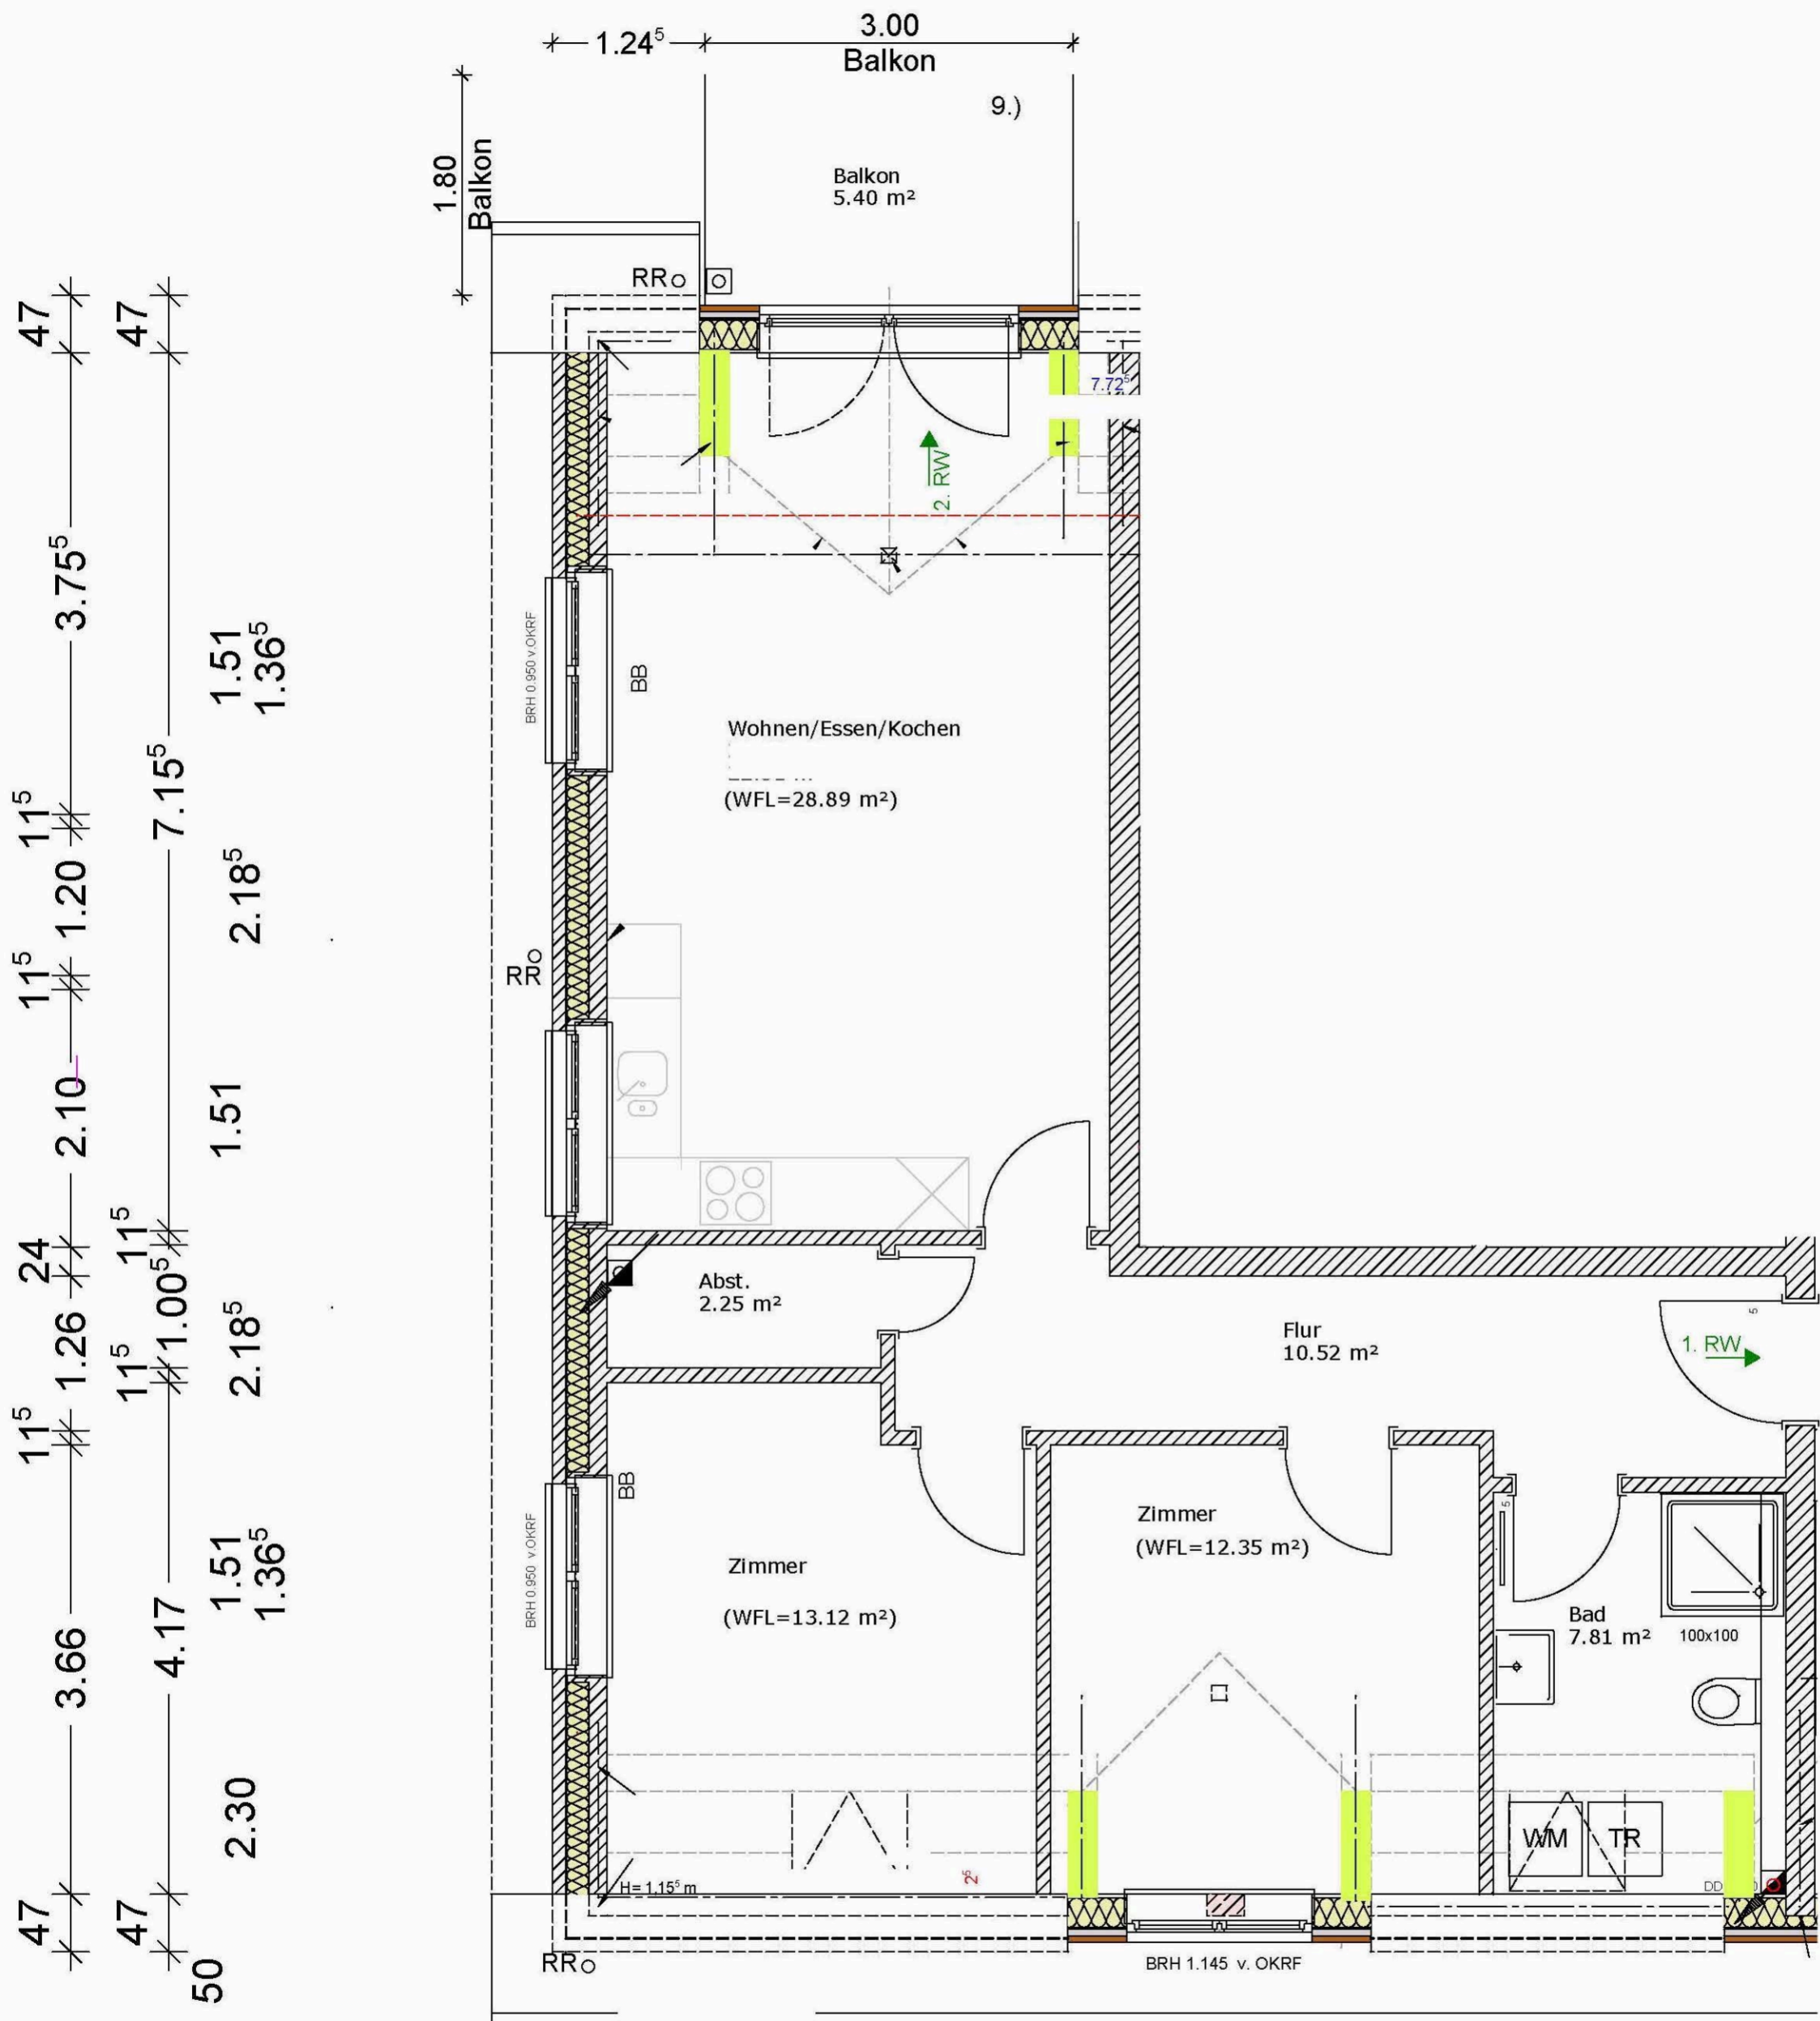 1.24⁵
3.00
Balkon
9.)
1.80
Balkon
Balkon
5.40 m²
RR
47
47
7.72⁵
2. RW
3.75⁵
7.15⁵
1.51
1.36⁵
BRH 0.950 v.OKRF
BB
Wohnen/Essen/Kochen
(WFL=28.89 m²)
11⁵
1.20
2.18⁵
11⁵
RR
2.10
1.51
24
11⁵
1.00⁵
1.26
11⁵
2.18⁵
Abst.
2.25 m²
Flur
10.52 m²
5
1. RW
11⁵
BB
BRH 0.950 v.OKRF
1.51
1.36⁵
3.66
4.17
Zimmer
(WFL=13.12 m²)
Zimmer
(WFL=12.35 m²)
5
Bad
7.81 m²
100x100
2.30
WM
TR
H= 1.15⁵ m
2⁵
DD
47
47
50
RR
BRH 1.145 v. OKRF